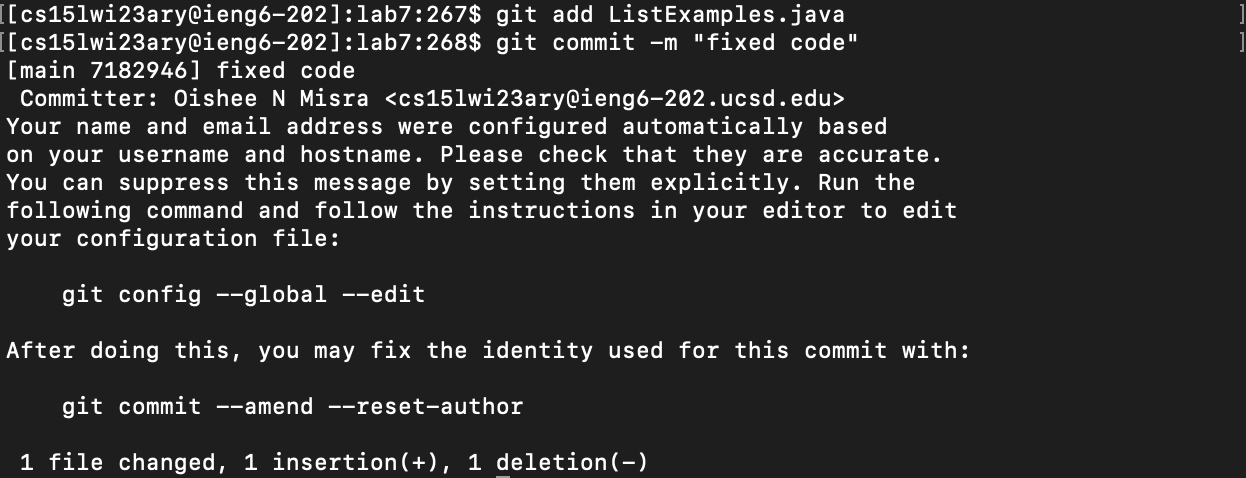 [[cs15lwi23ary@ieng6-202]:lab7:267$ git add ListExamples.java ]
[[cs15lwi23ary@ieng6-202]:lab7:268$ git commit -m "fixed code" ]
[main 7182946] fixed code
 Committer: Oishee N Misra <cs15lwi23ary@ieng6-202.ucsd.edu>
Your name and email address were configured automatically based
on your username and hostname. Please check that they are accurate.
You can suppress this message by setting them explicitly. Run the
following command and follow the instructions in your editor to edit
your configuration file:

    git config --global --edit

After doing this, you may fix the identity used for this commit with:

    git commit --amend --reset-author

 1 file changed, 1 insertion(+), 1 deletion(-)